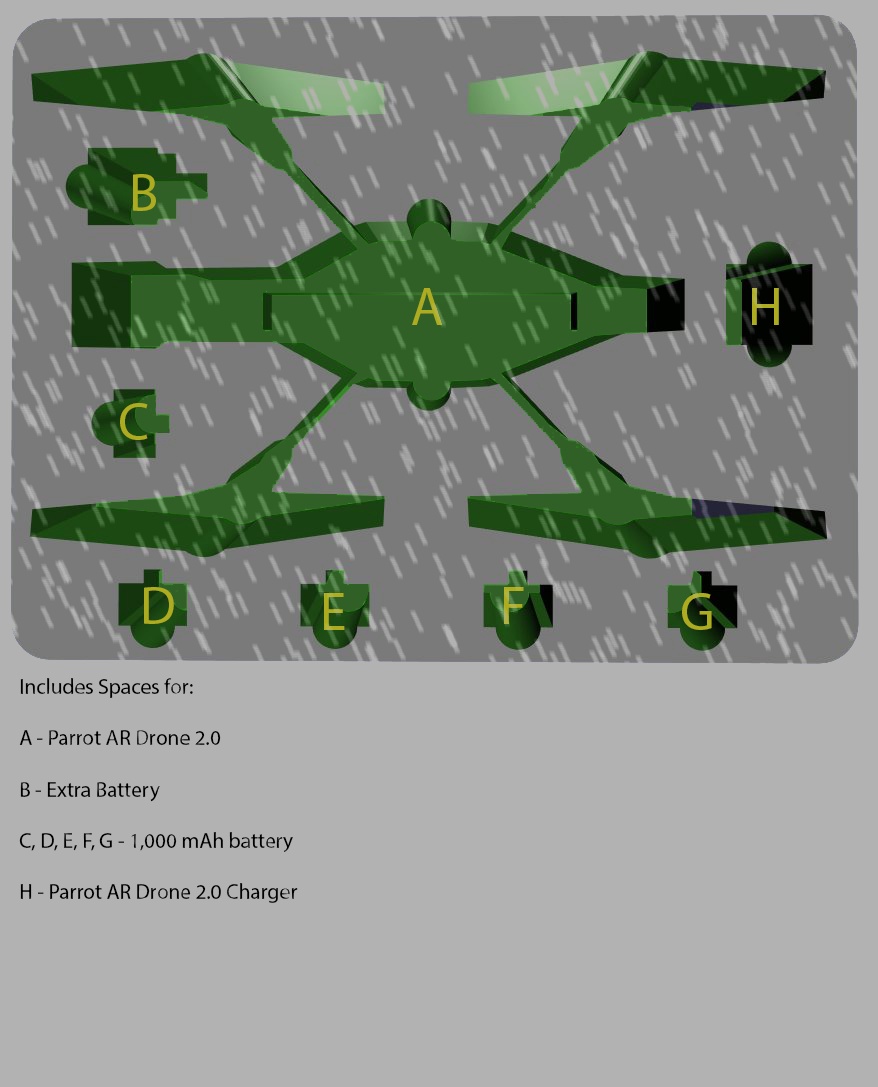 B
A
H
C
D
E
F
G
Includes Spaces for:
A - Parrot AR Drone 2.0
B - Extra Battery
C, D, E, F, G - 1,000 mAh battery
H - Parrot AR Drone 2.0 Charger